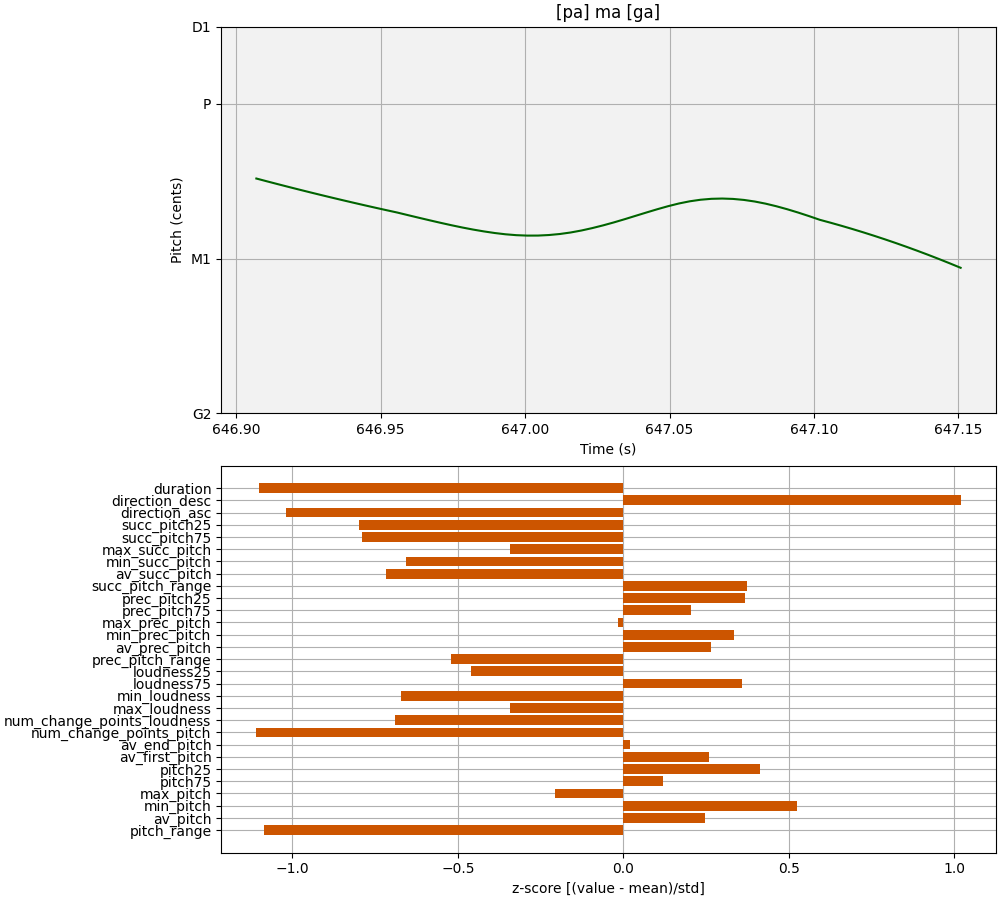 [pa] ma [ga]
D1
P
M1
G2
Pitch (cents)
646.90 646.95 647.00 647.05 647.10 647.15
Time (s)
duration
direction_desc
direction_asc
succ_pitch25
succ_pitch75
max_succ_pitch
min_succ_pitch
av_succ_pitch
succ_pitch_range
prec_pitch25
prec_pitch75
max_prec_pitch
min_prec_pitch
av_prec_pitch
prec_pitch_range
loudness25
loudness75
min_loudness
max_loudness
num_change_points_loudness
num_change_points_pitch
av_end_pitch
av_first_pitch
pitch25
pitch75
max_pitch
min_pitch
av_pitch
pitch_range
−1.0 −0.5 0.0 0.5 1.0
z-score [(value - mean)/std]